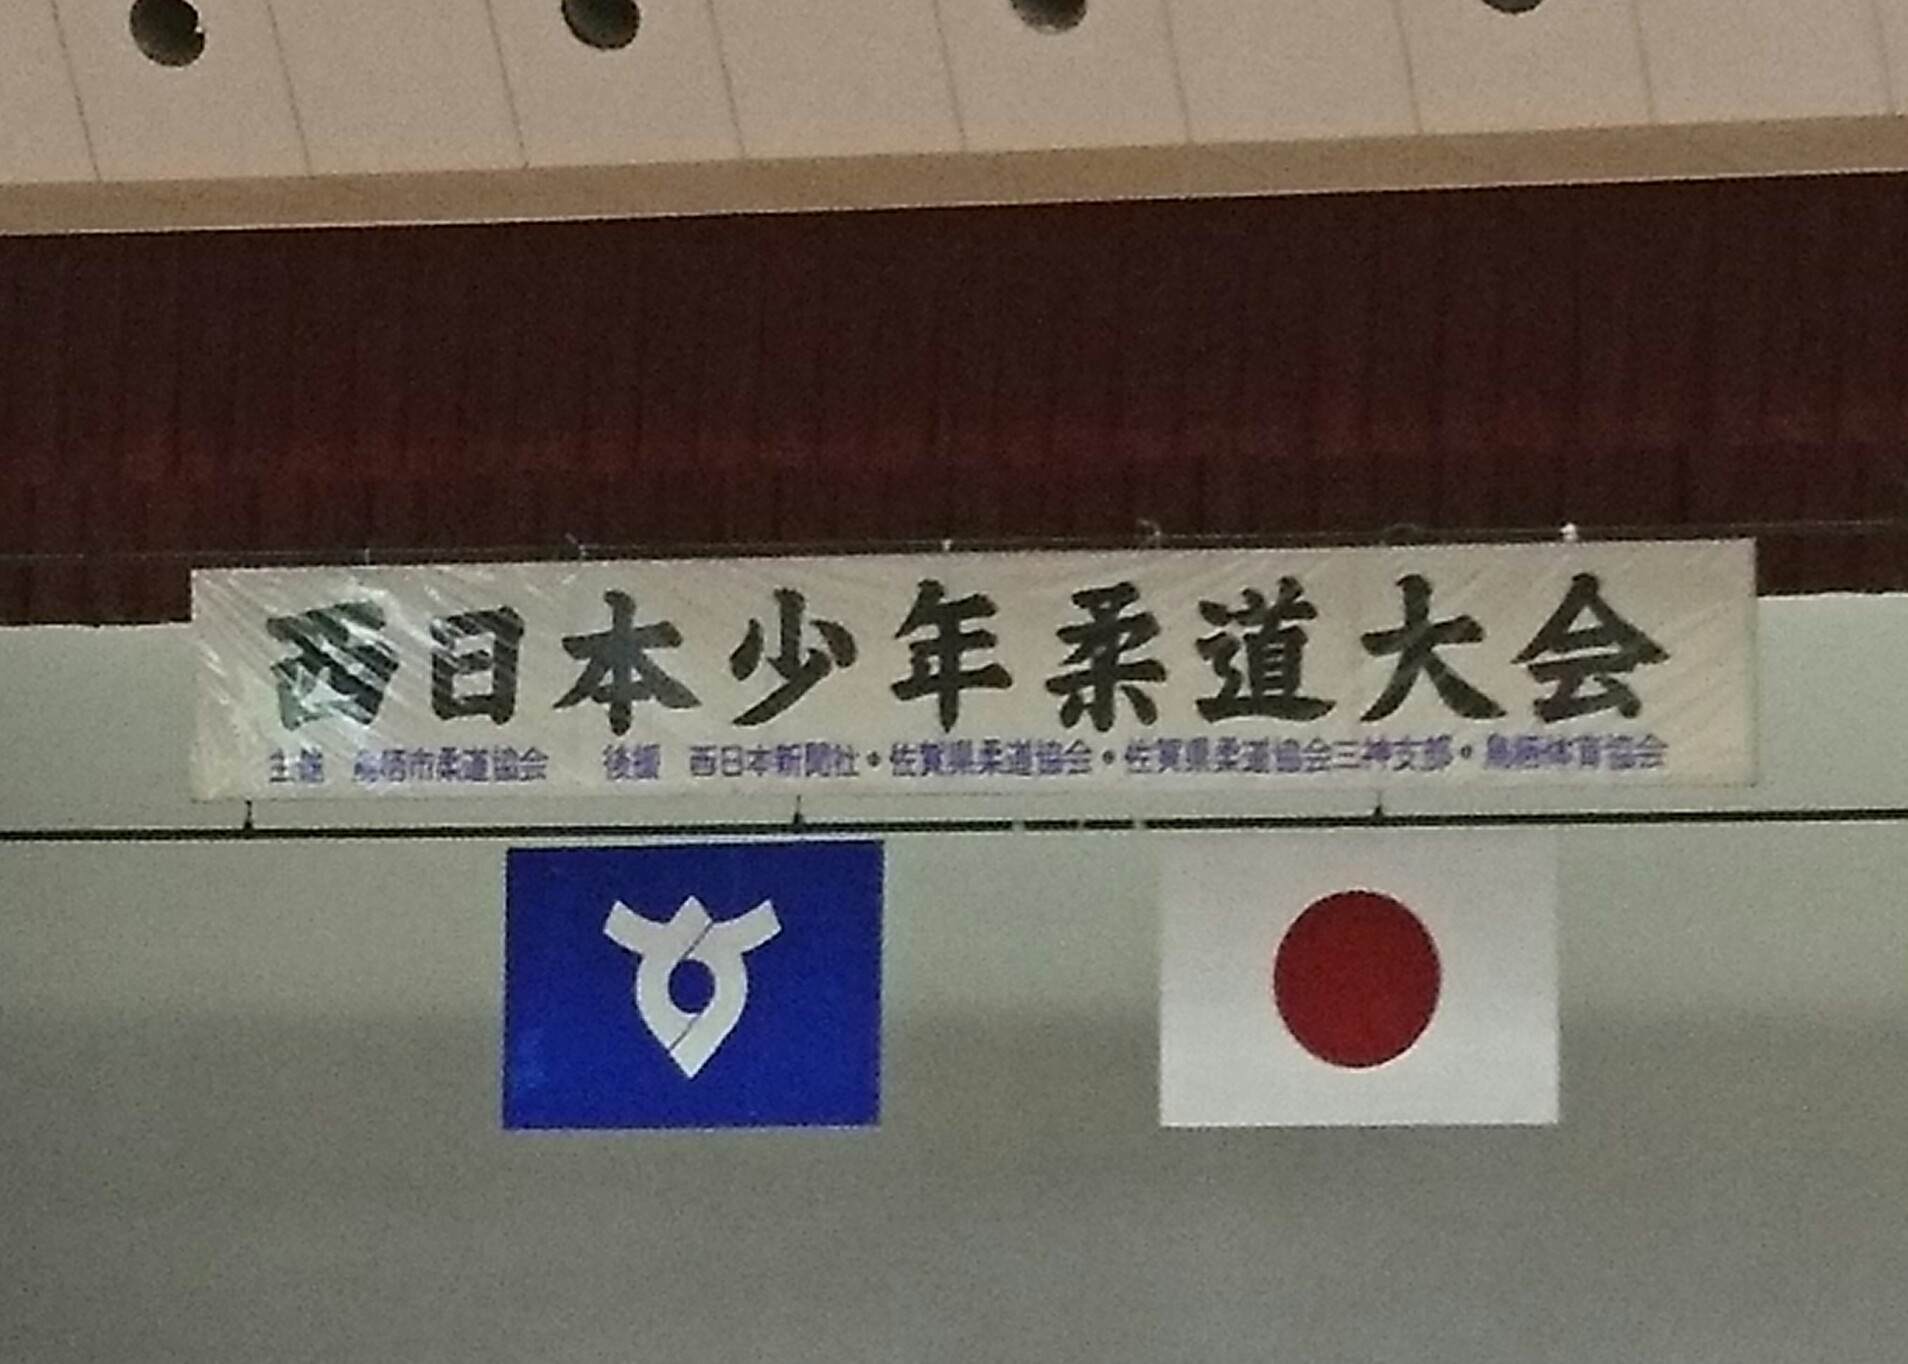 西日本少年柔道大会
主催 鳥栖市柔道協会 後援 西日本新聞社・佐賀県柔道協会・佐賀県柔道協会三神支部・鳥栖体育協会